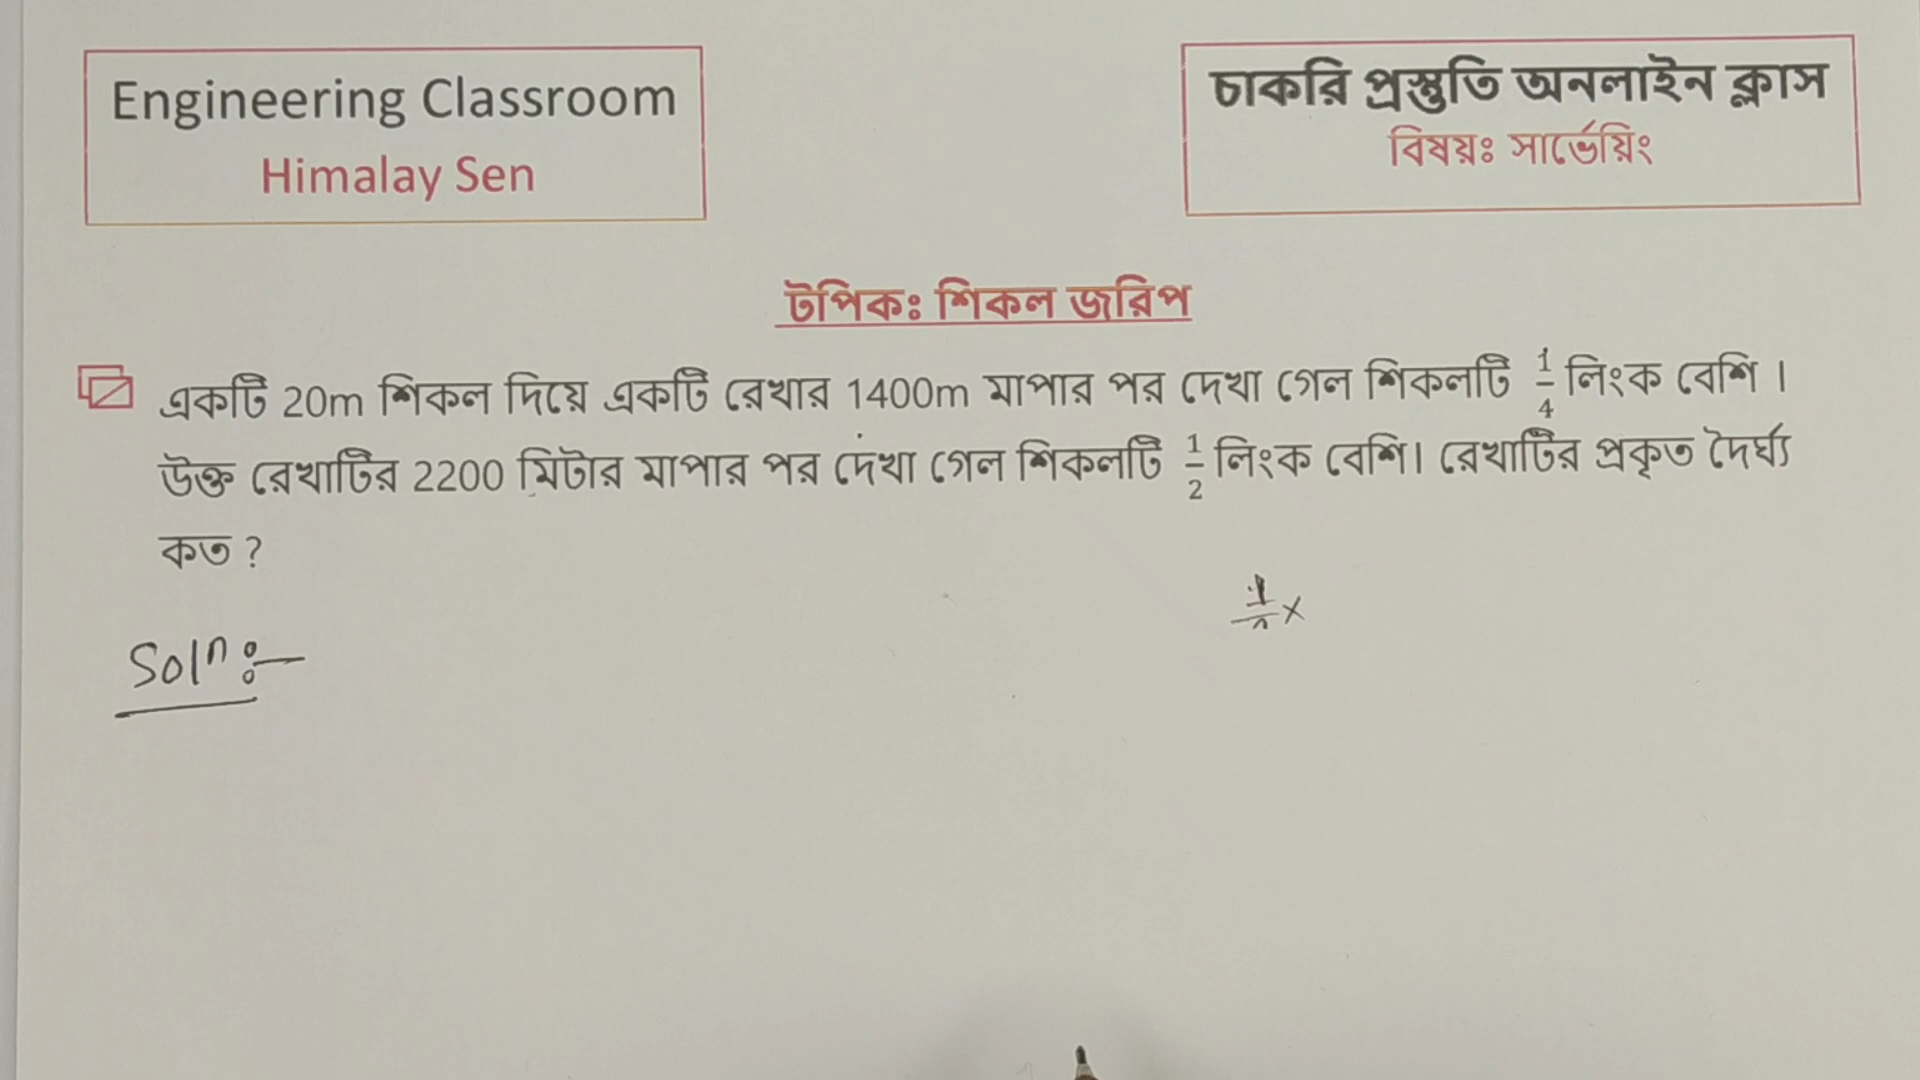 Engineering Classroom
Himalay Sen
চাকরি প্রস্তুতি অনলাইন ক্লাস
বিষয়ঃ সার্ভেয়িং
টপিকঃ শিকল জরিপ
একটি 20m শিকল দিয়ে একটি রেখার 1400m মাপার পর দেখা গেল শিকলটি 1/4 লিংক বেশি।
উক্ত রেখাটির 2200 মিটার মাপার পর দেখা গেল শিকলটি 1/2 লিংক বেশি। রেখাটির প্রকৃত দৈর্ঘ্য
কত ?
Soln:-